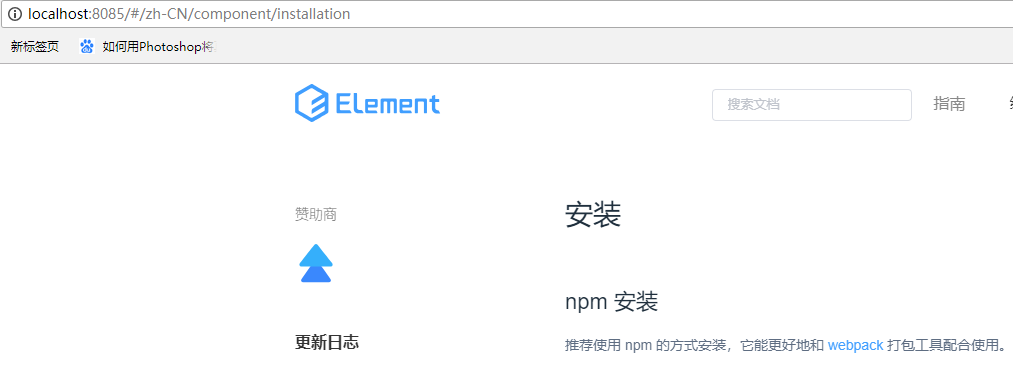 localhost:8085/#/zh-CN/component/installation
新标签页 如何用Photoshop将
Element
搜索文档
指南
赞助商
安装
npm 安装
更新日志
推荐使用 npm 的方式安装，它能更好地和 webpack 打包工具配合使用。